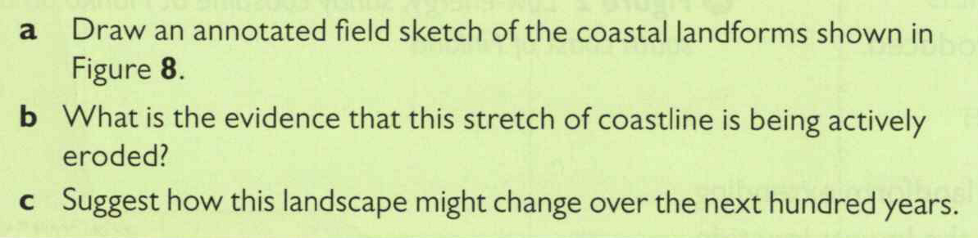 a Draw an annotated field sketch of the coastal landforms shown in
Figure 8.
b What is the evidence that this stretch of coastline is being actively
eroded?
c Suggest how this landscape might change over the next hundred years.